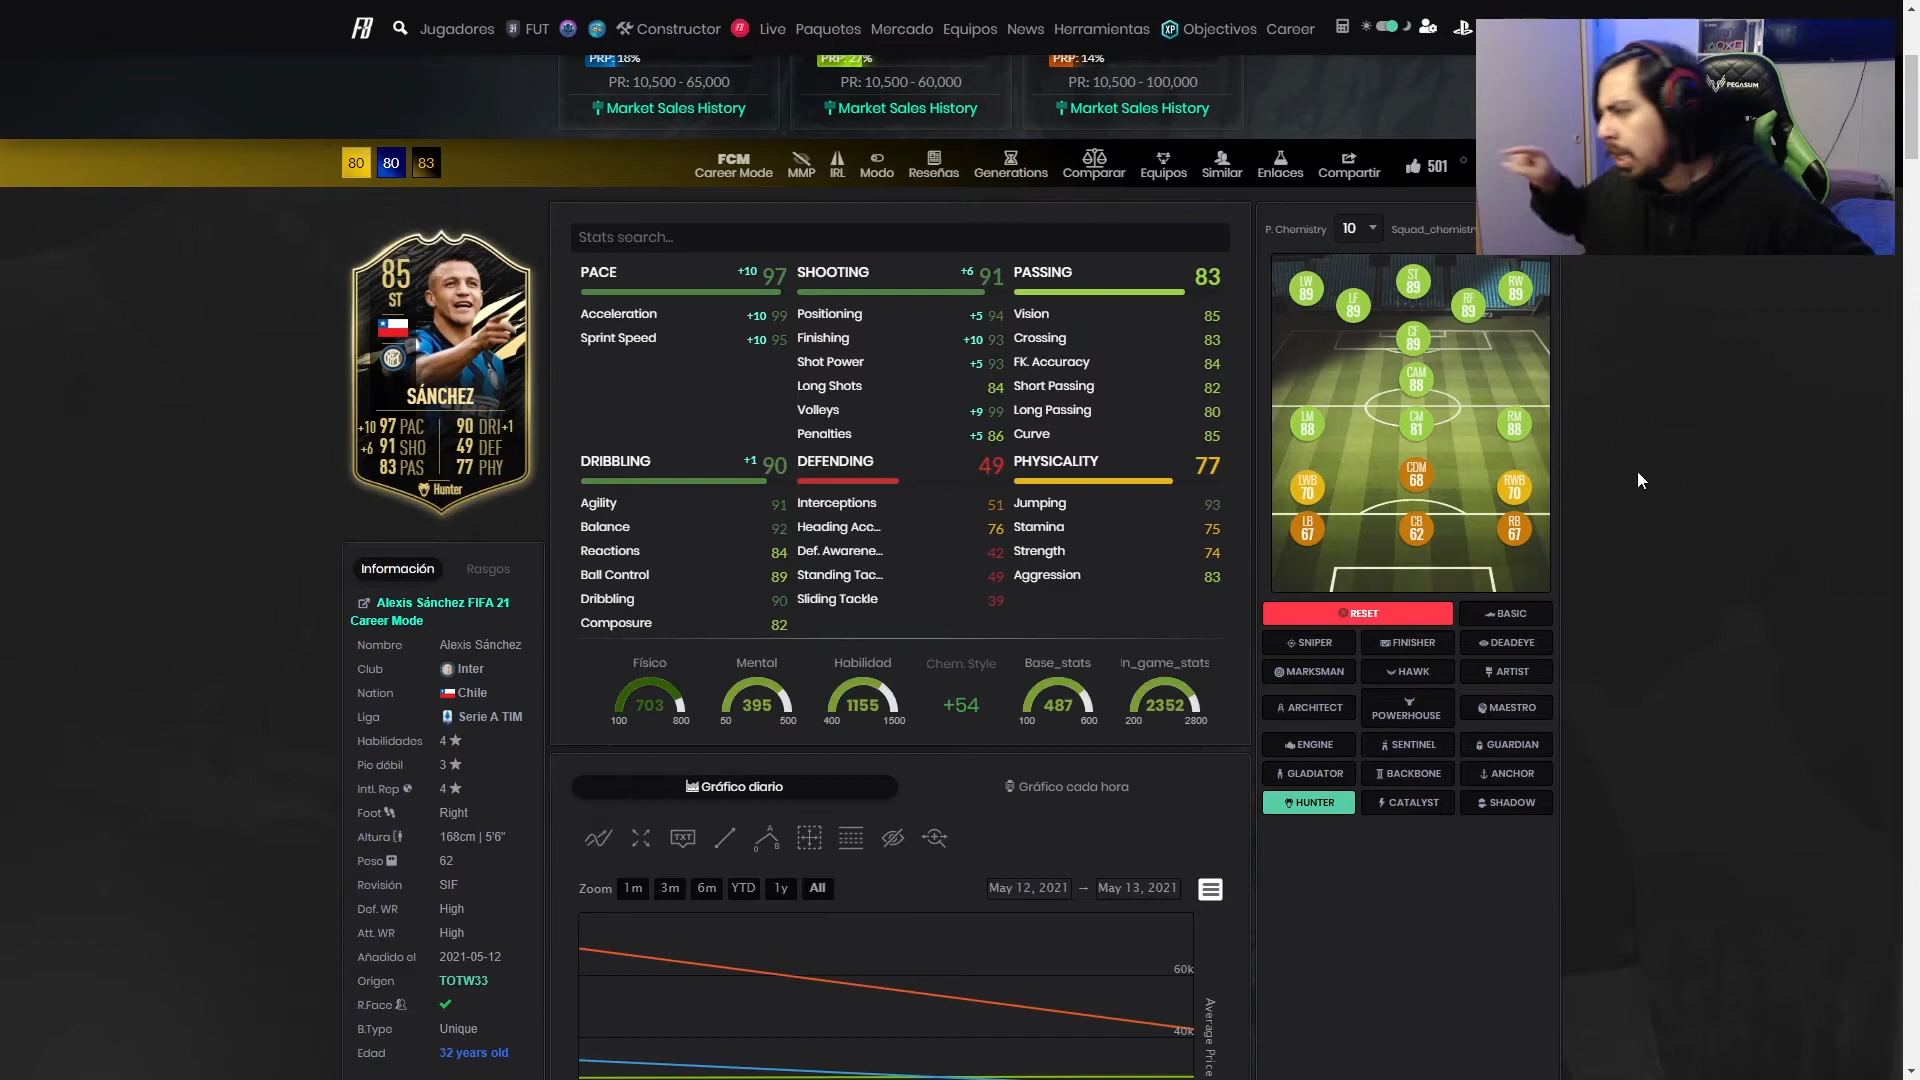 Jugadores FUT Constructor Live Paquetes Mercado Equipos News Herramientas XP Objectives Career
PRP: 18%
PR: 10,500 - 65,000
Market Sales History
PRP: 27%
PR: 10,500 - 60,000
Market Sales History
PRP: 14%
PR: 10,500 - 100,000
Market Sales History
PEGASUM
80 80 83
FCM
Career Mode MMP IRL Modo Reseñas Generations Comparar Equipos Similar Enlaces Compartir 501
85
ST
SÁNCHEZ
+10 97 PAC 90 DRI+1
+6 91 SHO 49 DEF
83 PAS 77 PHY
Hunter
Stats search...
PACE +10 97
Acceleration +10 99
Sprint Speed +10 95
SHOOTING +6 91
Positioning +5 94
Finishing +10 93
Shot Power +5 93
Long Shots 84
Volleys +9 99
Penalties +5 86
PASSING 83
Vision 85
Crossing 83
FK. Accuracy 84
Short Passing 82
Long Passing 80
Curve 85
DRIBBLING +1 90
Agility 91
Balance 92
Reactions 84
Ball Control 89
Dribbling 90
Composure 82
DEFENDING 49
Interceptions 51
Heading Acc... 76
Def. Awarene... 42
Standing Tac... 49
Sliding Tackle 39
PHYSICALITY 77
Jumping 93
Stamina 75
Strength 74
Aggression 83
Físico
703
100 800
Mental
395
50 500
Habilidad
1155
400 1500
Chem. Style
+54
Base_stats
487
100 600
In_game_stats
2352
200 2800
P. Chemistry 10 Squad_chemistry
LW 89
ST 89
RW 89
LF 89
RF 89
CF 89
CAM 88
LM 88
CM 81
RM 88
CDM 68
LWB 70
RWB 70
LB 67
CB 62
RB 67
RESET BASIC
SNIPER FINISHER DEADEYE
MARKSMAN HAWK ARTIST
ARCHITECT POWERHOUSE MAESTRO
ENGINE SENTINEL GUARDIAN
GLADIATOR BACKBONE ANCHOR
HUNTER CATALYST SHADOW
Información Rasgos
Alexis Sánchez FIFA 21
Career Mode
Nombre Alexis Sánchez
Club Inter
Nation Chile
Liga Serie A TIM
Habilidades 4
Pie débil 3
Intl. Rep 4
Foot Right
Altura 168cm | 5'6"
Peso 62
Revisión SIF
Def. WR High
Att. WR High
Añadido el 2021-05-12
Origen TOTW33
R.Face
B.Type Unique
Edad 32 years old
Gráfico diario Gráfico cada hora
TXT
A
0 B
Zoom 1m 3m 6m YTD 1y All May 12, 2021 → May 13, 2021
60k
40k
Average Price